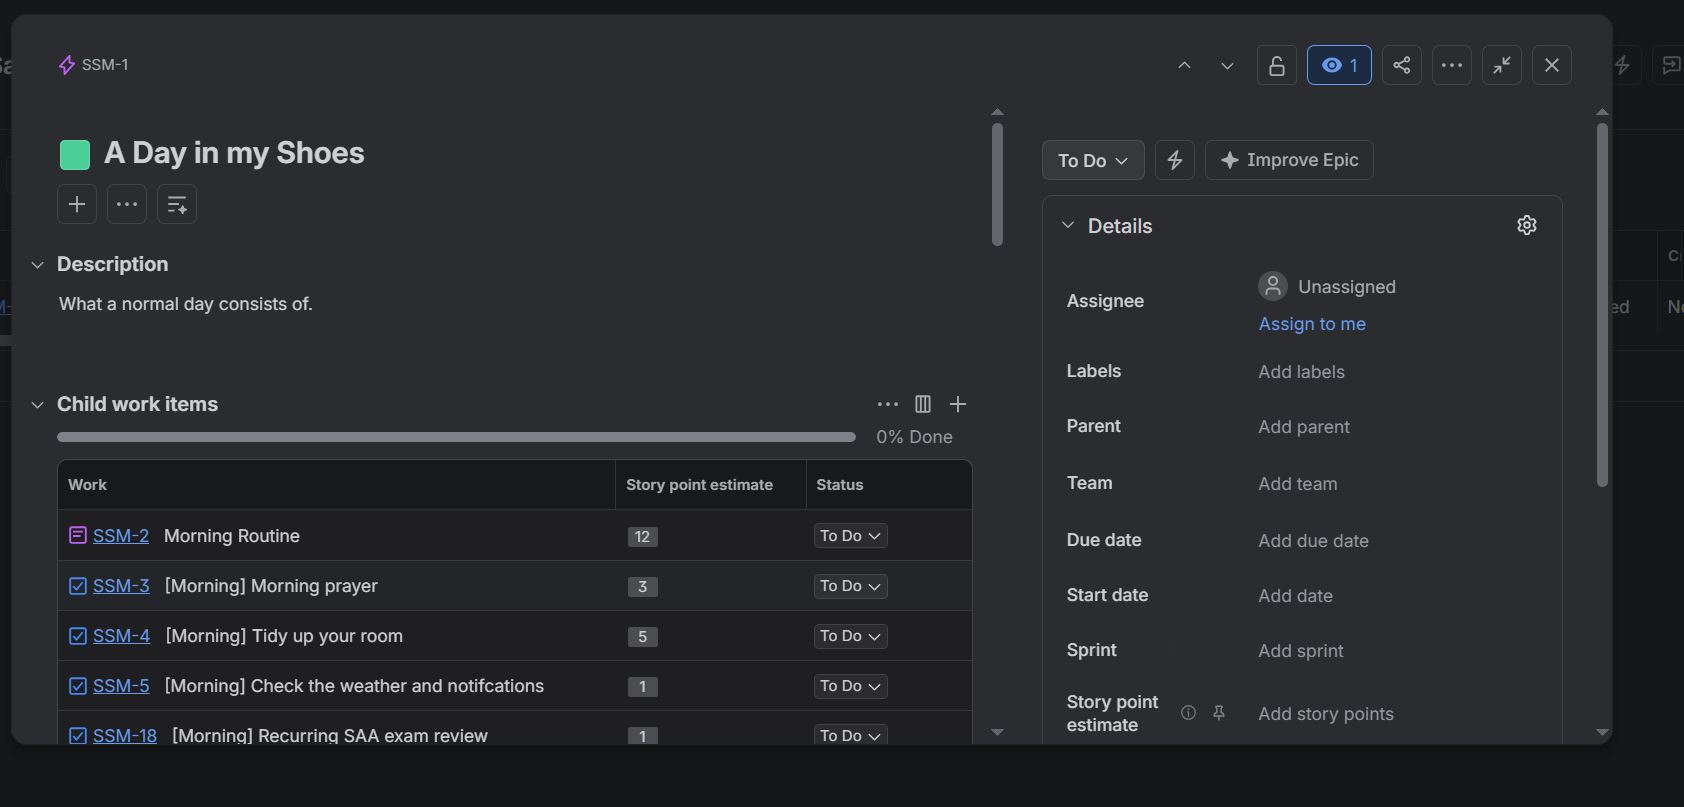 SSM-1
1
A Day in my Shoes
To Do
Improve Epic
Description
What a normal day consists of.
Child work items
0% Done
Work Story point estimate Status
SSM-2 Morning Routine 12 To Do
SSM-3 [Morning] Morning prayer 3 To Do
SSM-4 [Morning] Tidy up your room 5 To Do
SSM-5 [Morning] Check the weather and notifcations 1 To Do
SSM-18 [Morning] Recurring SAA exam review 1 To Do
Details
Assignee Unassigned
Assign to me
Labels Add labels
Parent Add parent
Team Add team
Due date Add due date
Start date Add date
Sprint Add sprint
Story point
estimate Add story points